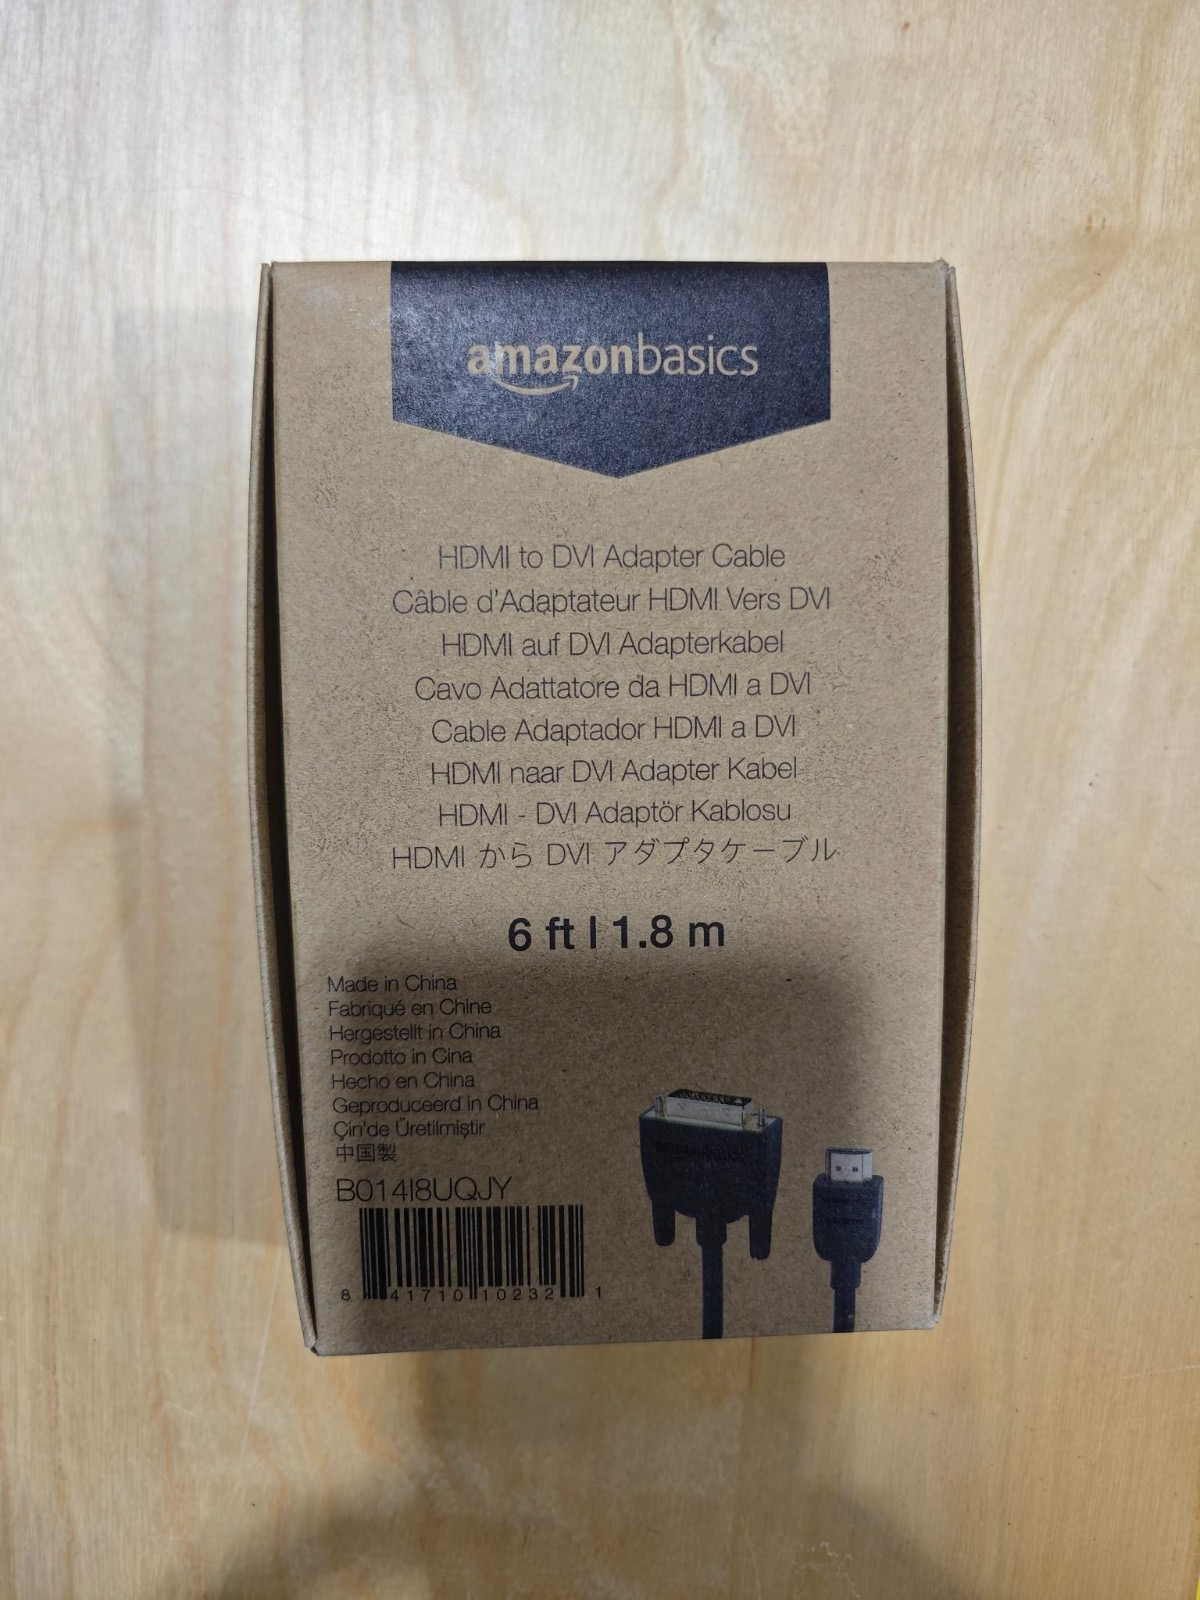 amazonbasics
HDMI to DVI Adapter Cable
Câble d'Adaptateur HDMI Vers DVI
HDMI auf DVI Adapterkabel
Cavo Adattatore da HDMI a DVI
Cable Adaptador HDMI a DVI
HDMI naar DVI Adapter Kabel
HDMI - DVI Adaptör Kablosu
HDMI から DVI アダプタケーブル
6 ft | 1.8 m
Made in China
Fabriqué en Chine
Hergestellt in China
Prodotto in Cina
Hecho en China
Geproduceerd in China
Çin'de Üretilmiştir
中国製
B014I8UQJY
8 41710 10232 1
amazonbasics